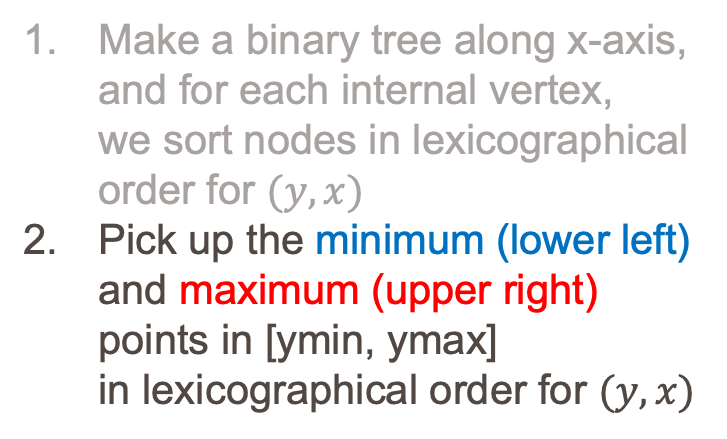 1. Make a binary tree along x-axis,
and for each internal vertex,
we sort nodes in lexicographical
order for (y, x)
2. Pick up the minimum (lower left)
and maximum (upper right)
points in [ymin, ymax]
in lexicographical order for (y, x)